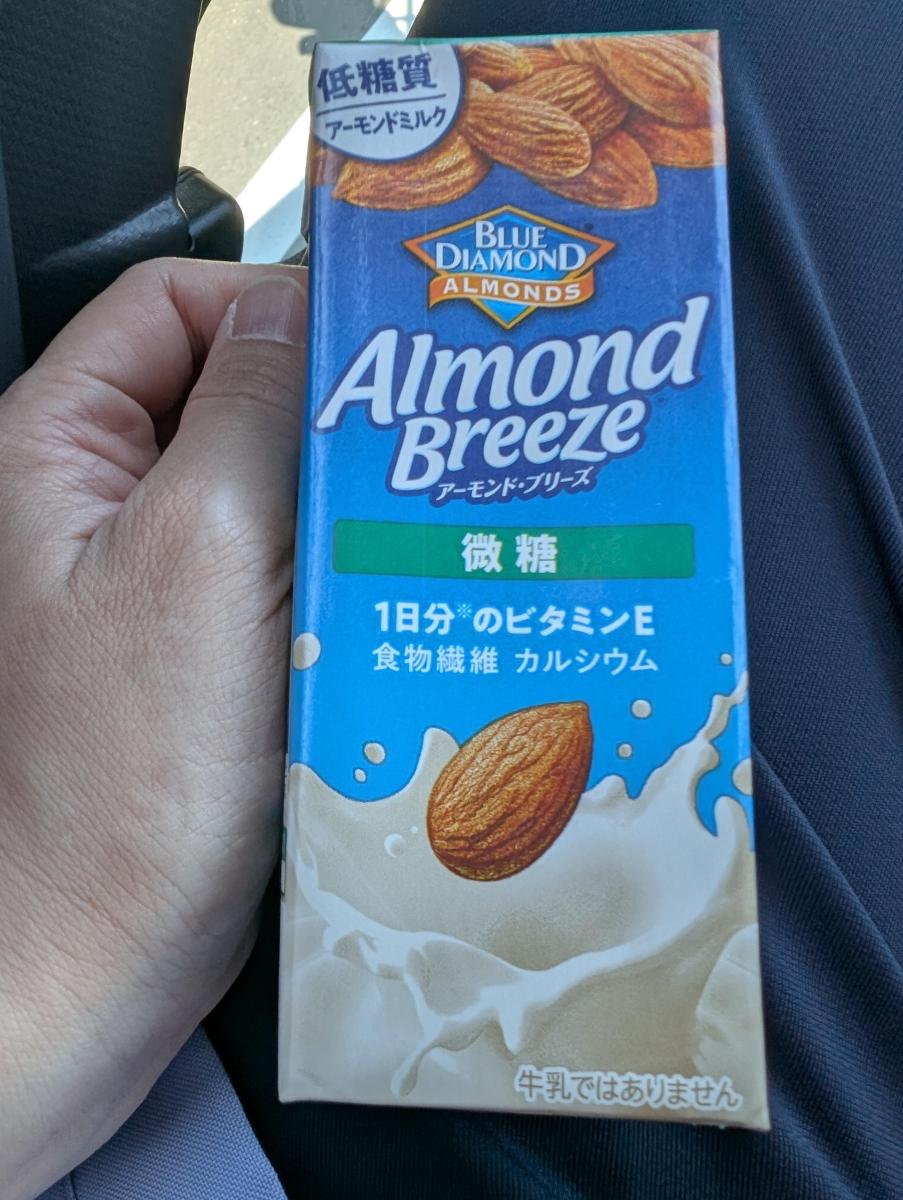 低糖質
アーモンドミルク
BLUE
DIAMOND
ALMONDS
Almond
Breeze®
アーモンド・ブリーズ
微糖
1日分※のビタミンE
食物繊維 カルシウム
牛乳ではありません